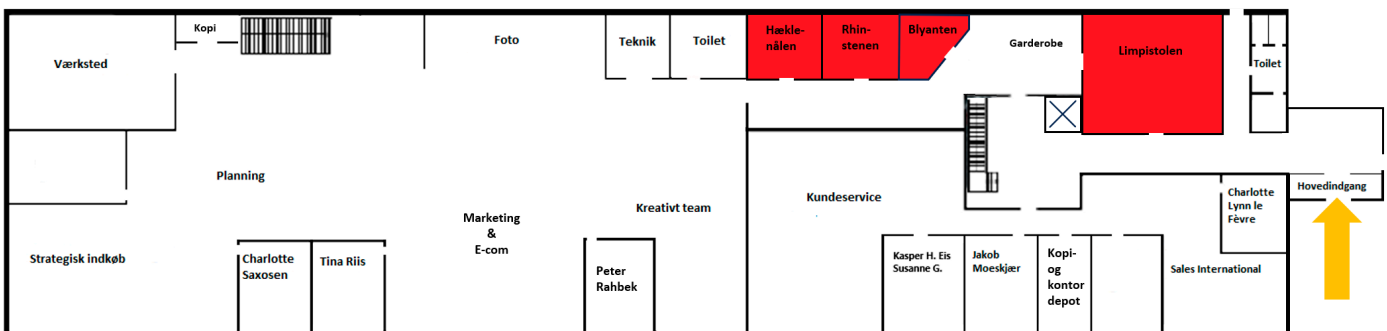 Værksted
Kopi
Foto
Teknik
Toilet
Hækle-
nålen
Rhin-
stenen
Blyanten
Garderobe
Limpistolen
Toilet
Planning
Marketing
&
E-com
Kreativt team
Kundeservice
Charlotte
Lynn le
Fèvre
Hovedindgang
Strategisk indkøb
Charlotte
Saxosen
Tina Riis
Peter
Rahbek
Kasper H. Eis
Susanne G.
Jakob
Moeskjær
Kopi-
og
kontor
depot
Sales International